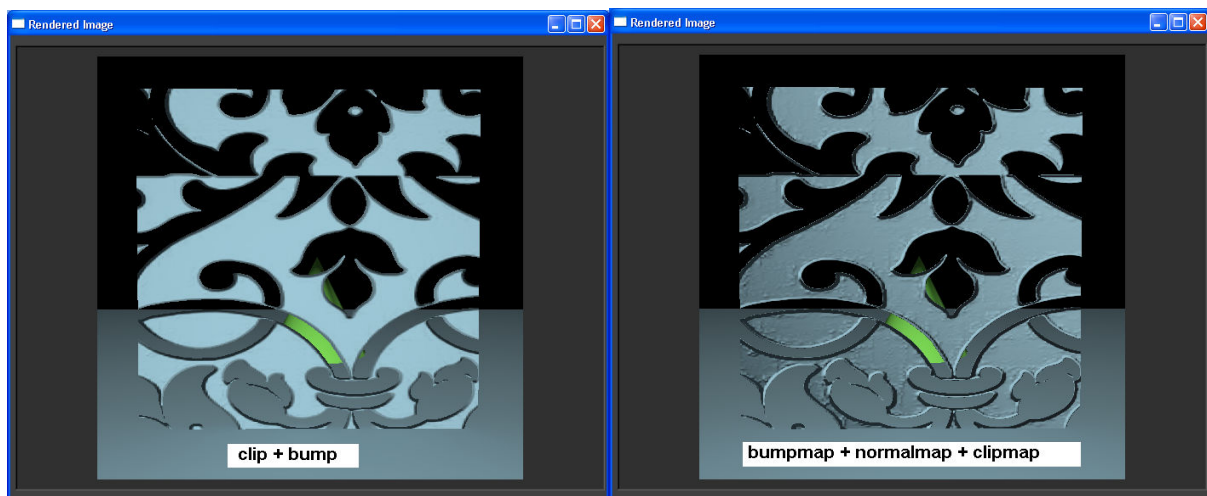 Rendered Image
Rendered Image
clip + bump
bumpmap + normalmap + clipmap